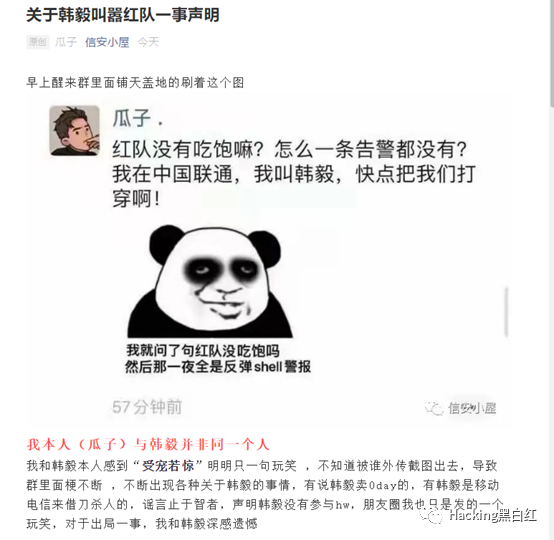 关于韩毅叫嚣红队一事声明
原创 瓜子 信安小屋 今天
早上醒来群里面铺天盖地的刷着这个图
瓜子 .
红队没有吃饱嘛？怎么一条告警都没有？
我在中国联通，我叫韩毅，快点把我们打
穿啊！
我就问了句红队没吃饱吗
然后那一夜全是反弹shell警报
57分钟前
信安小屋
我本人（瓜子）与韩毅并非同一个人
我和韩毅本人感到“受宠若惊”明明只一句玩笑 ，不知道被谁外传截图出去，导致
群里面梗不断 ，不断出现各种关于韩毅的事情，有说韩毅卖0day的，有韩毅是移动
电信来借刀杀人的，谣言止于智者，声明韩毅没有参与hw，朋友圈我也只是发的一个
玩笑，对于出局一事，我和韩毅深感遗憾
Hacking黑白红